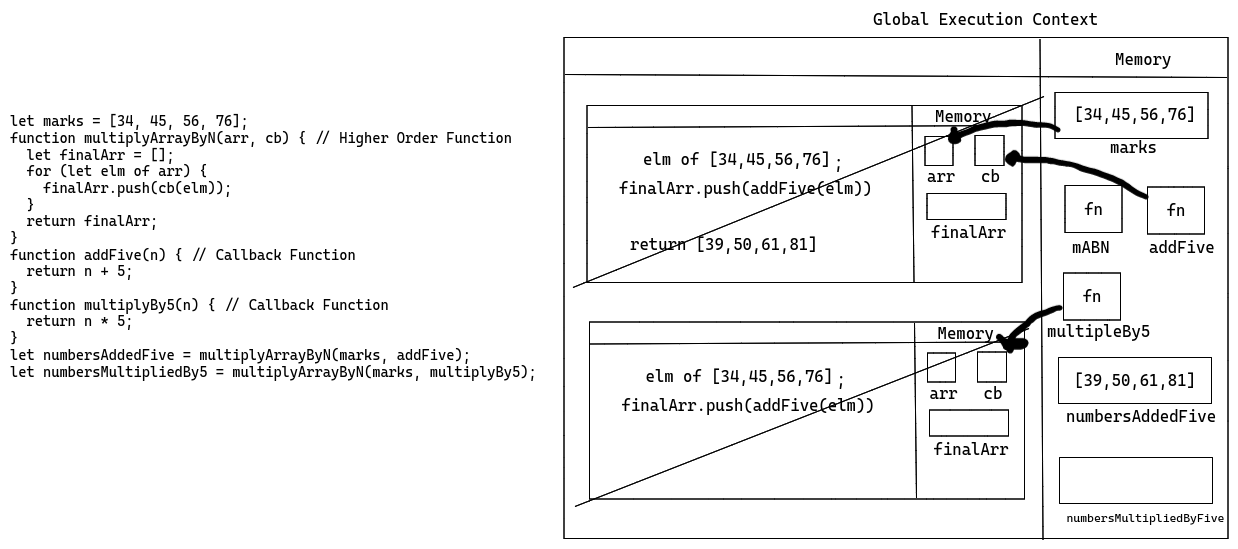 let marks = [34, 45, 56, 76];
function multiplyArrayByN(arr, cb) { // Higher Order Function
  let finalArr = [];
  for (let elm of arr) {
    finalArr.push(cb(elm));
  }
  return finalArr;
}
function addFive(n) { // Callback Function
  return n + 5;
}
function multiplyBy5(n) { // Callback Function
  return n * 5;
}
let numbersAddedFive = multiplyArrayByN(marks, addFive);
let numbersMultipliedBy5 = multiplyArrayByN(marks, multiplyBy5);
Global Execution Context
Memory
Memory
elm of [34,45,56,76] ;
finalArr.push(addFive(elm))
return [39,50,61,81]
arr cb
finalArr
Memory
elm of [34,45,56,76] ;
finalArr.push(addFive(elm))
arr cb
finalArr
[34,45,56,76]
marks
fn
mABN
fn
addFive
fn
multipleBy5
[39,50,61,81]
numbersAddedFive
numbersMultipliedByFive